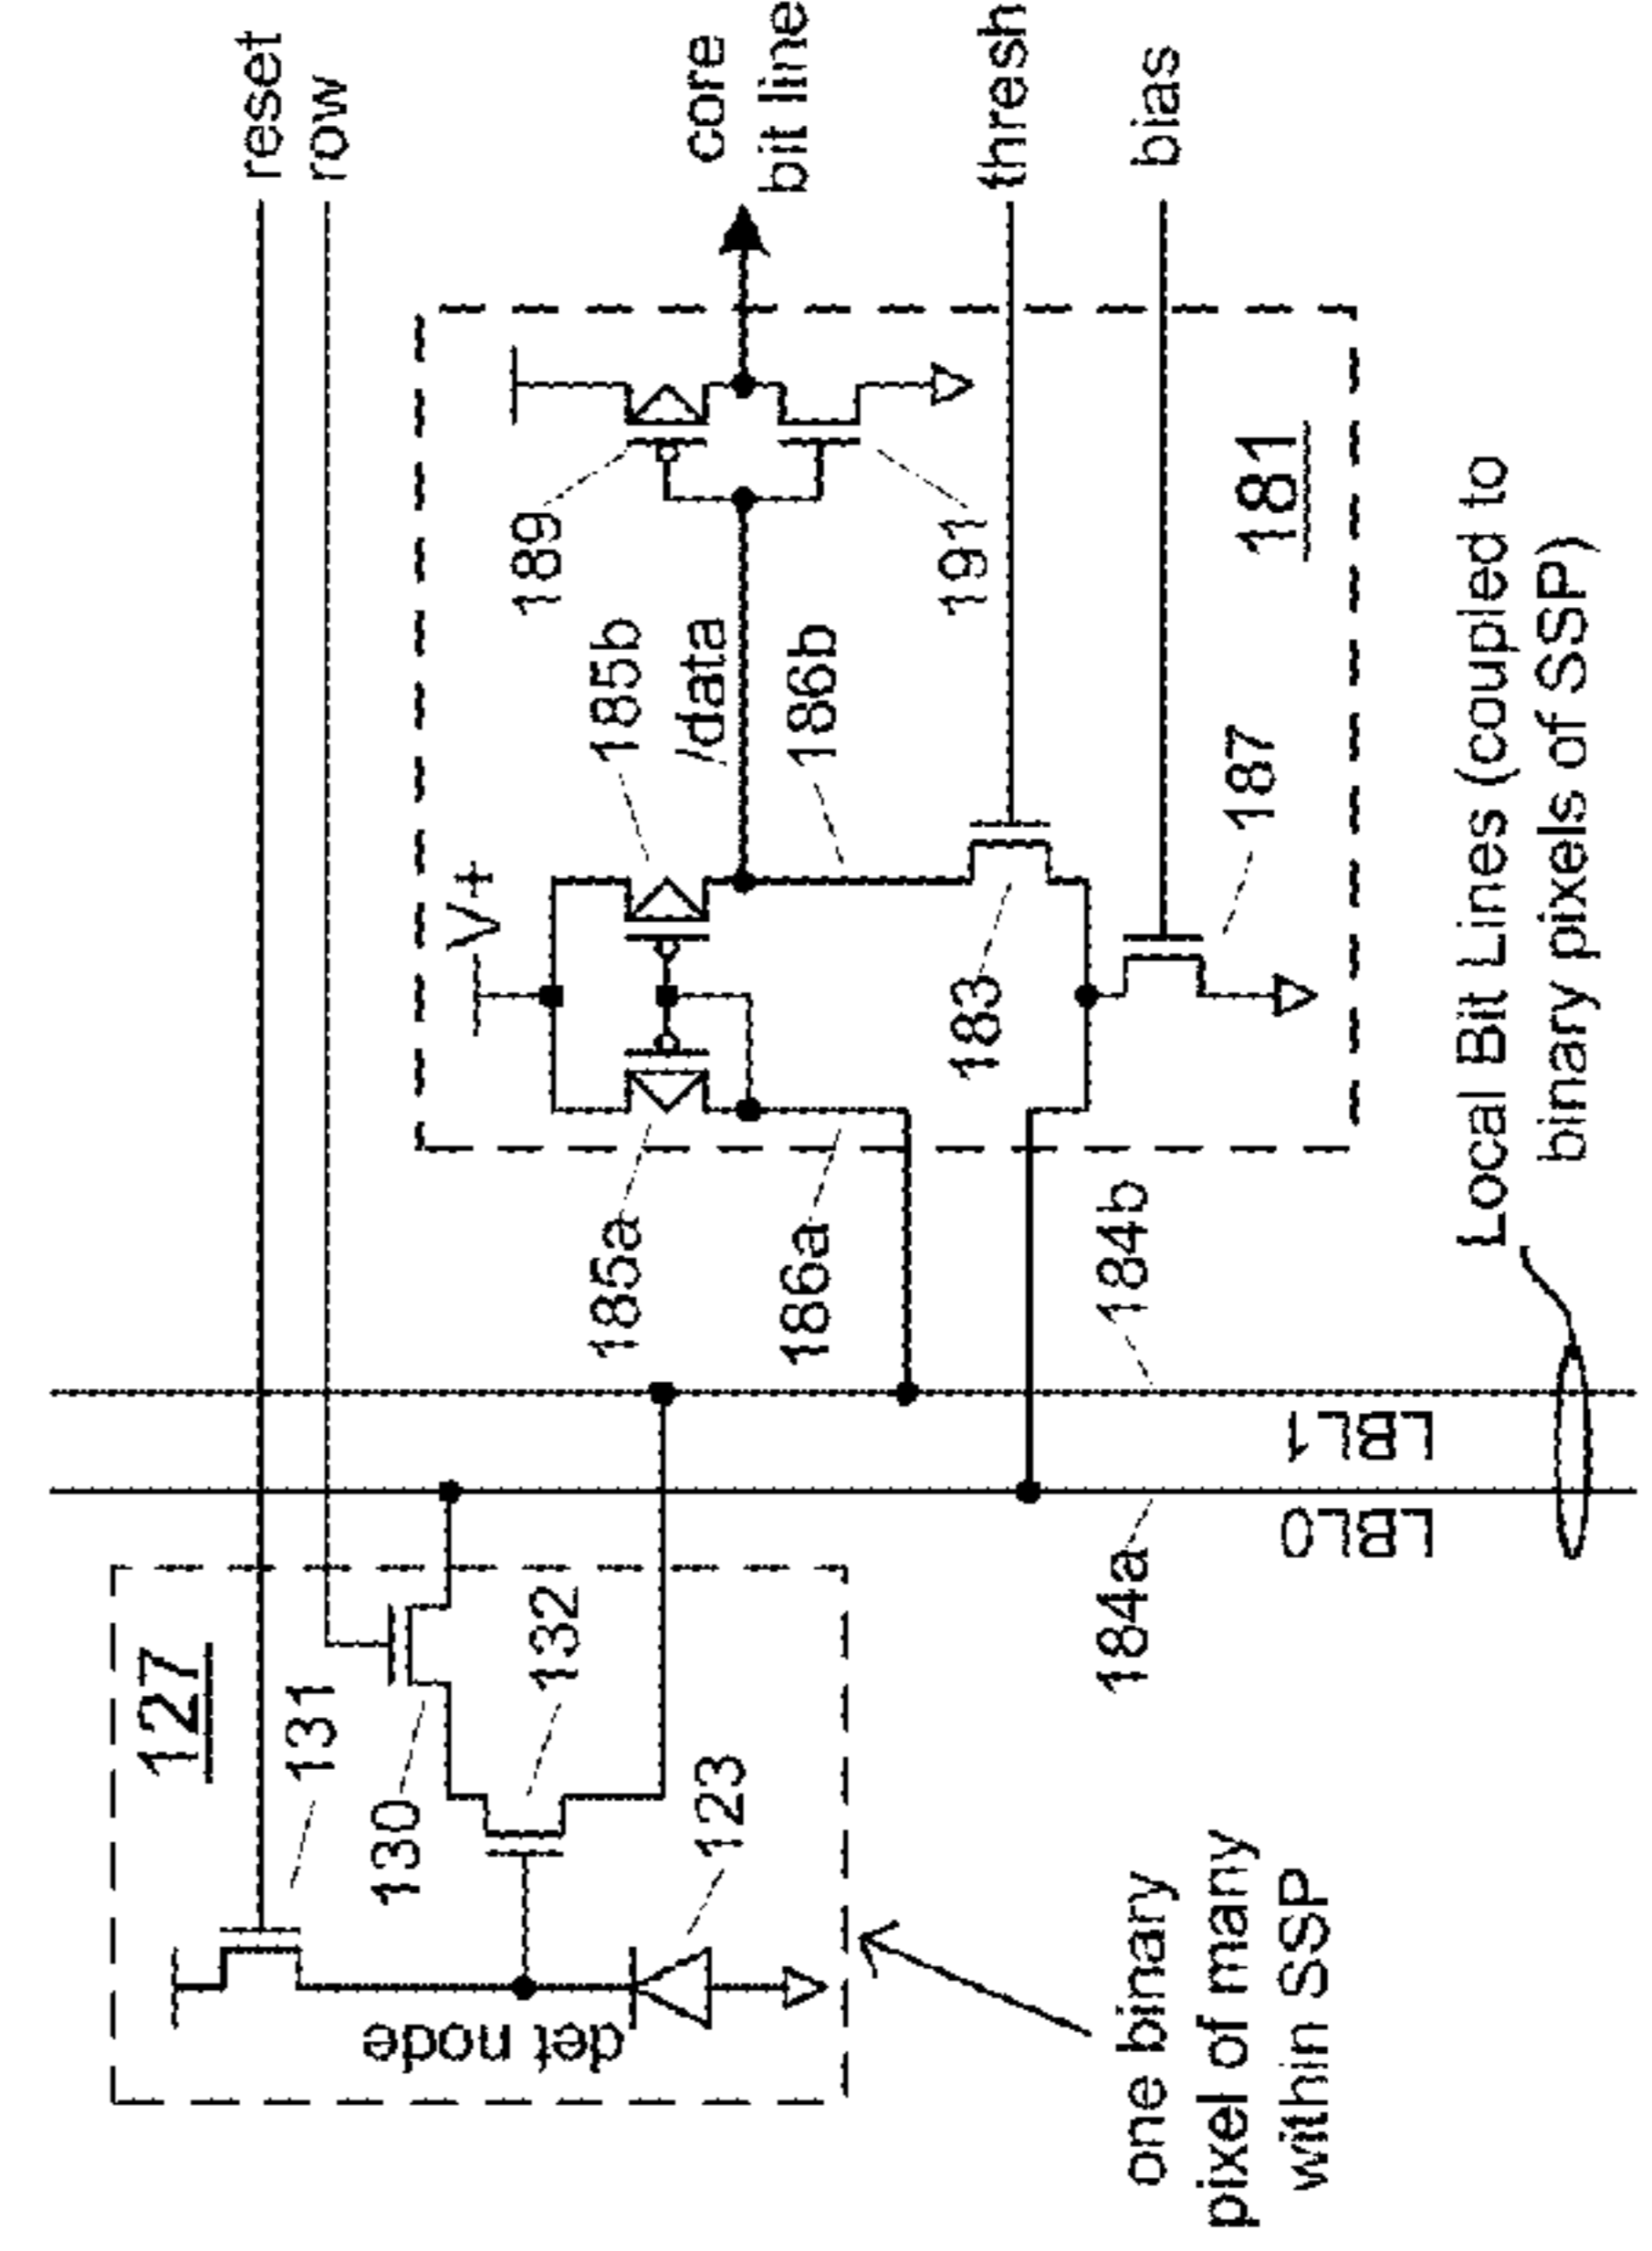 reset
row
127
131
130
132
det node
123
one binary
pixel of many
within SSP
LBL0
LBL1
184a
184b
V+
185a
185b
/data
186a
186b
189
191
183
187
181
core
bit line
thresh
bias
Local Bit Lines (coupled to
binary pixels of SSP)